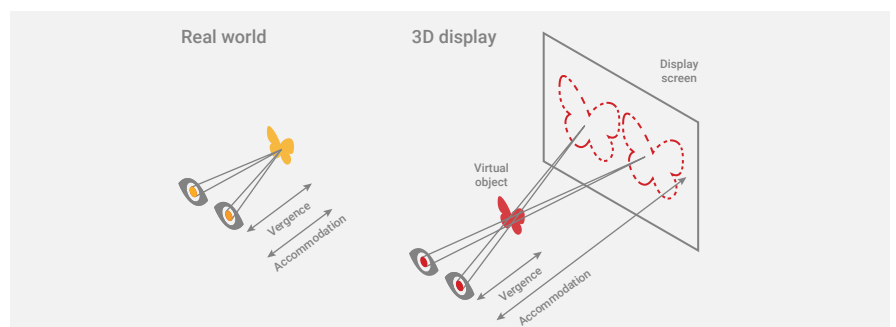 Real world
3D display
Display
screen
Virtual
object
Vergence
Accommodation
Vergence
Accommodation